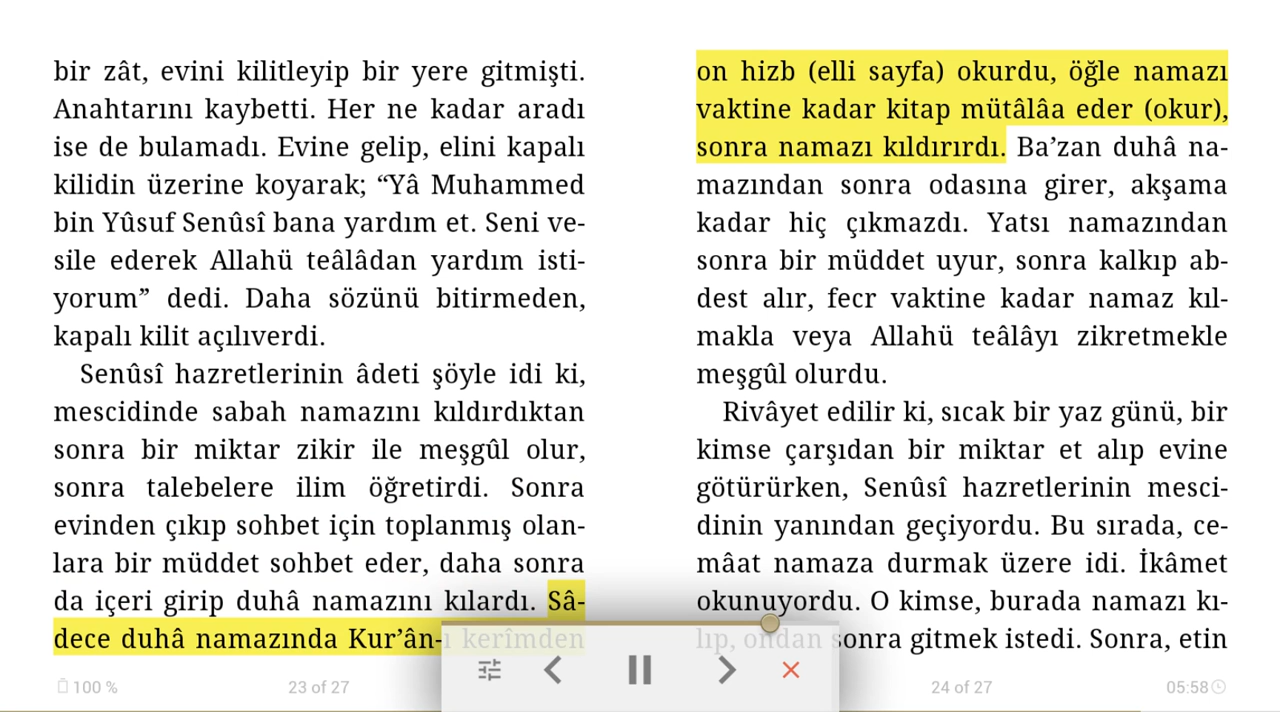 bir zât, evini kilitleyip bir yere gitmişti.
Anahtarını kaybetti. Her ne kadar aradı
ise de bulamadı. Evine gelip, elini kapalı
kilidin üzerine koyarak; “Yâ Muhammed
bin Yûsuf Senûsî bana yardım et. Seni ve-
sile ederek Allahü teâlâdan yardım isti-
yorum” dedi. Daha sözünü bitirmeden,
kapalı kilit açılıverdi.
Senûsî hazretlerinin âdeti şöyle idi ki,
mescidinde sabah namazını kıldırdıktan
sonra bir miktar zikir ile meşgûl olur,
sonra talebelere ilim öğretirdi. Sonra
evinden çıkıp sohbet için toplanmış olan-
lara bir müddet sohbet eder, daha sonra
da içeri girip duhâ namazını kılardı. Sâ-
dece duhâ namazında Kur’ân-ı kerîmden
on hizb (elli sayfa) okurdu, öğle namazı
vaktine kadar kitap mütâlâa eder (okur),
sonra namazı kıldırırdı. Ba’zan duhâ na-
mazından sonra odasına girer, akşama
kadar hiç çıkmazdı. Yatsı namazından
sonra bir müddet uyur, sonra kalkıp ab-
dest alır, fecr vaktine kadar namaz kıl-
makla veya Allahü teâlâyı zikretmekle
meşgûl olurdu.
Rivâyet edilir ki, sıcak bir yaz günü, bir
kimse çarşıdan bir miktar et alıp evine
götürürken, Senûsî hazretlerinin mesci-
dinin yanından geçiyordu. Bu sırada, ce-
mâat namaza durmak üzere idi. İkâmet
okunuyordu. O kimse, burada namazı kı-
lıp, ondan sonra gitmek istedi. Sonra, etin
100 %
23 of 27
24 of 27
05:58